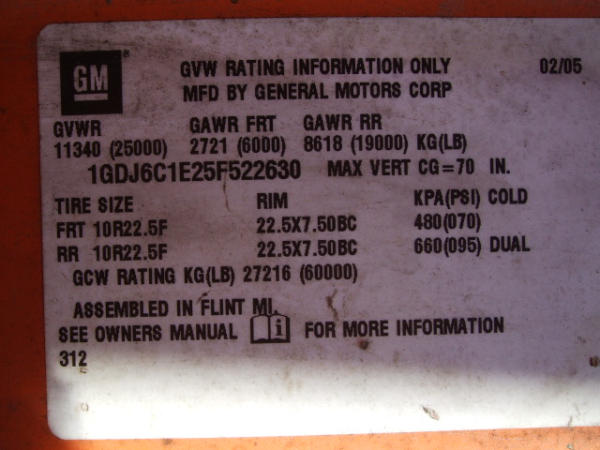 GM
GVW RATING INFORMATION ONLY 02/05
MFD BY GENERAL MOTORS CORP
GVWR GAWR FRT GAWR RR
11340 (25000) 2721 (6000) 8618 (19000) KG(LB)
1GDJ6C1E25F522630 MAX VERT CG=70 IN.
TIRE SIZE RIM KPA(PSI) COLD
FRT 10R22.5F 22.5X7.50BC 480(070)
RR 10R22.5F 22.5X7.50BC 660(095) DUAL
GCW RATING KG(LB) 27216 (60000)
ASSEMBLED IN FLINT MI.
SEE OWNERS MANUAL i FOR MORE INFORMATION
312